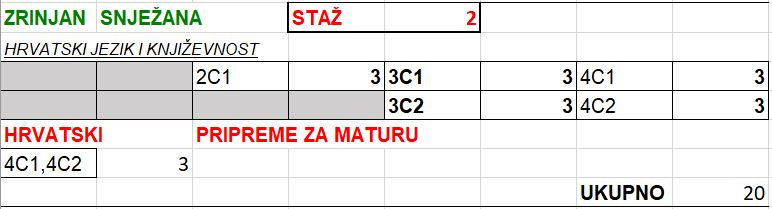 ZRINJAN SNJEŽANA STAŽ 2
HRVATSKI JEZIK I KNJIŽEVNOST
2C1 3 3C1 3 4C1 3
3C2 3 4C2 3
HRVATSKI PRIPREME ZA MATURU
4C1,4C2 3
UKUPNO 20